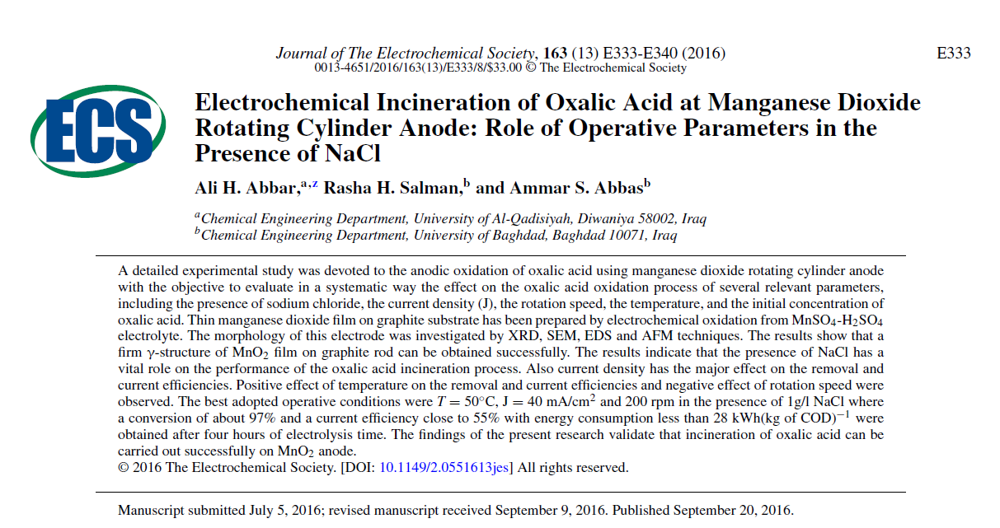 Journal of The Electrochemical Society, 163 (13) E333-E340 (2016)
E333
0013-4651/2016/163(13)/E333/8/$33.00 © The Electrochemical Society
ECS
Electrochemical Incineration of Oxalic Acid at Manganese Dioxide
Rotating Cylinder Anode: Role of Operative Parameters in the
Presence of NaCl
Ali H. Abbar,a,z Rasha H. Salman,b and Ammar S. Abbasb
aChemical Engineering Department, University of Al-Qadisiyah, Diwaniya 58002, Iraq
bChemical Engineering Department, University of Baghdad, Baghdad 10071, Iraq
A detailed experimental study was devoted to the anodic oxidation of oxalic acid using manganese dioxide rotating cylinder anode
with the objective to evaluate in a systematic way the effect on the oxalic acid oxidation process of several relevant parameters,
including the presence of sodium chloride, the current density (J), the rotation speed, the temperature, and the initial concentration of
oxalic acid. Thin manganese dioxide film on graphite substrate has been prepared by electrochemical oxidation from MnSO4-H2SO4
electrolyte. The morphology of this electrode was investigated by XRD, SEM, EDS and AFM techniques. The results show that a
firm γ-structure of MnO2 film on graphite rod can be obtained successfully. The results indicate that the presence of NaCl has a
vital role on the performance of the oxalic acid incineration process. Also current density has the major effect on the removal and
current efficiencies. Positive effect of temperature on the removal and current efficiencies and negative effect of rotation speed were
observed. The best adopted operative conditions were T = 50°C, J = 40 mA/cm2 and 200 rpm in the presence of 1g/l NaCl where
a conversion of about 97% and a current efficiency close to 55% with energy consumption less than 28 kWh(kg of COD)−1 were
obtained after four hours of electrolysis time. The findings of the present research validate that incineration of oxalic acid can be
carried out successfully on MnO2 anode.
© 2016 The Electrochemical Society. [DOI: 10.1149/2.0551613jes] All rights reserved.
Manuscript submitted July 5, 2016; revised manuscript received September 9, 2016. Published September 20, 2016.